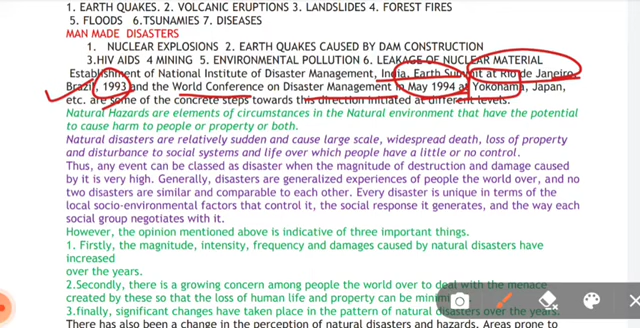 1. EARTH QUAKES. 2. VOLCANIC ERUPTIONS 3. LANDSLIDES 4. FOREST FIRES
5. FLOODS 6.TSUNAMIES 7. DISEASES
MAN MADE DISASTERS
1. NUCLEAR EXPLOSIONS 2. EARTH QUAKES CAUSED BY DAM CONSTRUCTION
3.HIV AIDS 4 MINING 5. ENVIRONMENTAL POLLUTION 6. LEAKAGE OF NUCLEAR MATERIAL
Establishment of National Institute of Disaster Management, India, Earth Submit at Rio de Janeiro,
Brazil, 1993 and the World Conference on Disaster Management in May 1994 at Yokohama, Japan,
etc. are some of the concrete steps towards this direction initiated at different levels.
Natural Hazards are elements of circumstances in the Natural environment that have the potential
to cause harm to people or property or both.
Natural disasters are relatively sudden and cause large scale, widespread death, loss of property
and disturbance to social systems and life over which people have a little or no control.
Thus, any event can be classed as disaster when the magnitude of destruction and damage caused
by it is very high. Generally, disasters are generalized experiences of people the world over, and no
two disasters are similar and comparable to each other. Every disaster is unique in terms of the
local socio-environmental factors that control it, the social response it generates, and the way each
social group negotiates with it.
However, the opinion mentioned above is indicative of three important things.
1. Firstly, the magnitude, intensity, frequency and damages caused by natural disasters have
increased
over the years.
2.Secondly, there is a growing concern among people the world over to deal with the menace
created by these so that the loss of human life and property can be
3.finally, significant changes have taken place in the pattern of natural disasters over the years.
There has also been a change in the perception of natural disasters and hazards. Areas prone to